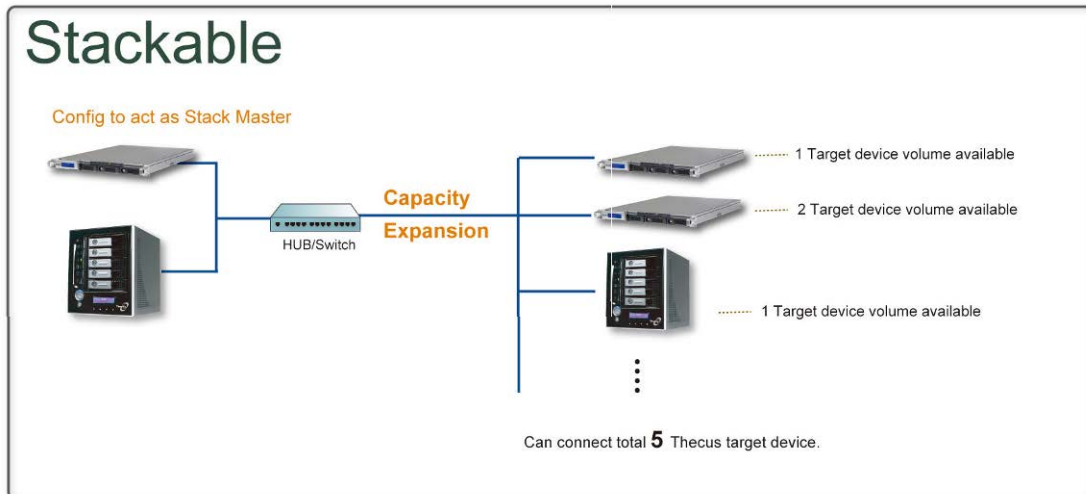 Stackable
Config to act as Stack Master
HUB/Switch
Capacity
Expansion
1 Target device volume available
2 Target device volume available
1 Target device volume available
Can connect total 5 Thecus target device.